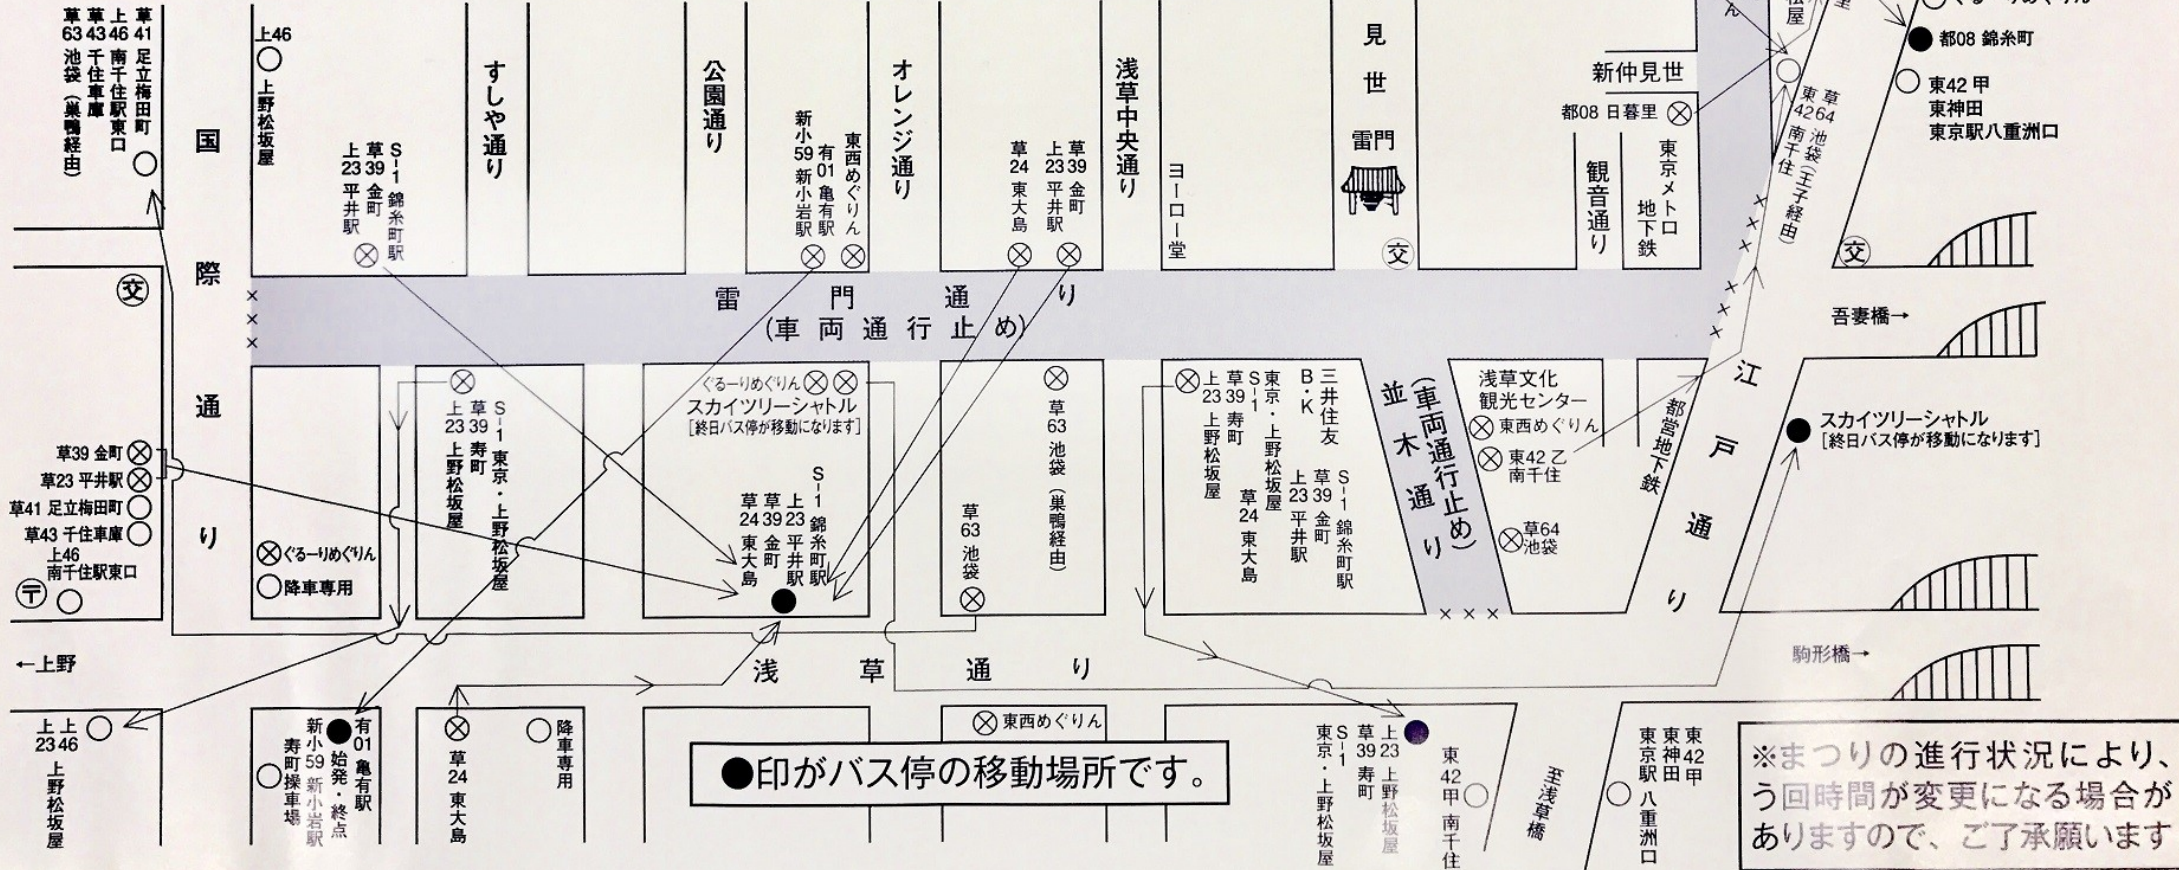 草41 足立梅田町
上46 南千住駅東口
草43 千住車庫
草63 池袋（巣鴨経由）
国際通り
上46
上野松坂屋
S-1 錦糸町駅
草39 金町
上23 平井駅
すしや通り
公園通り
東西めぐりん
有01 亀有駅
新小59 新小岩駅
オレンジ通り
草39 金町
上23 平井駅
草24 東大島
浅草中央通り
ヨーロー堂
見世
雷門
交
新仲見世
都08 日暮里
観音通り
東京メトロ
地下鉄
都08 錦糸町
東42 甲
東神田
東京駅八重洲口
草64 池袋（王子経由）
東42 南千住
交
吾妻橋→
雷門通り
(車両通行止め)
交
草39 金町
草23 平井駅
草41 足立梅田町
草43 千住車庫
上46
南千住駅東口
〒
ぐるーりめぐりん
降車専用
S-1 東京・上野松坂屋
草39 寿町
上23 上野松坂屋
ぐるーりめぐりん
スカイツリーシャトル
[終日バス停が移動になります]
S-1 錦糸町駅
上23 平井駅
草39 金町
草24 東大島
草63 池袋（巣鴨経由）
草63 池袋
三井住友
B・K
東京・上野松坂屋
S-1
草39 寿町
上23 上野松坂屋
S-1 錦糸町駅
草39 金町
上23 平井駅
草24 東大島
(車両通行止め)
並木通り
浅草文化
観光センター
東西めぐりん
東42 乙
南千住
草64
池袋
都営地下鉄
江戸通り
スカイツリーシャトル
[終日バス停が移動になります]
←上野
浅草通り
駒形橋→
上46
上23
上野松坂屋
有01 亀有駅
始発・終点
新小59 新小岩駅
寿町操車場
草24 東大島
降車専用
東西めぐりん
●印がバス停の移動場所です。
上23 上野松坂屋
草39 寿町
S-1
東京・上野松坂屋
東42甲 南千住
至浅草橋
東42甲
東神田
東京駅八重洲口
※まつりの進行状況により、
う回時間が変更になる場合が
ありますので、ご了承願います